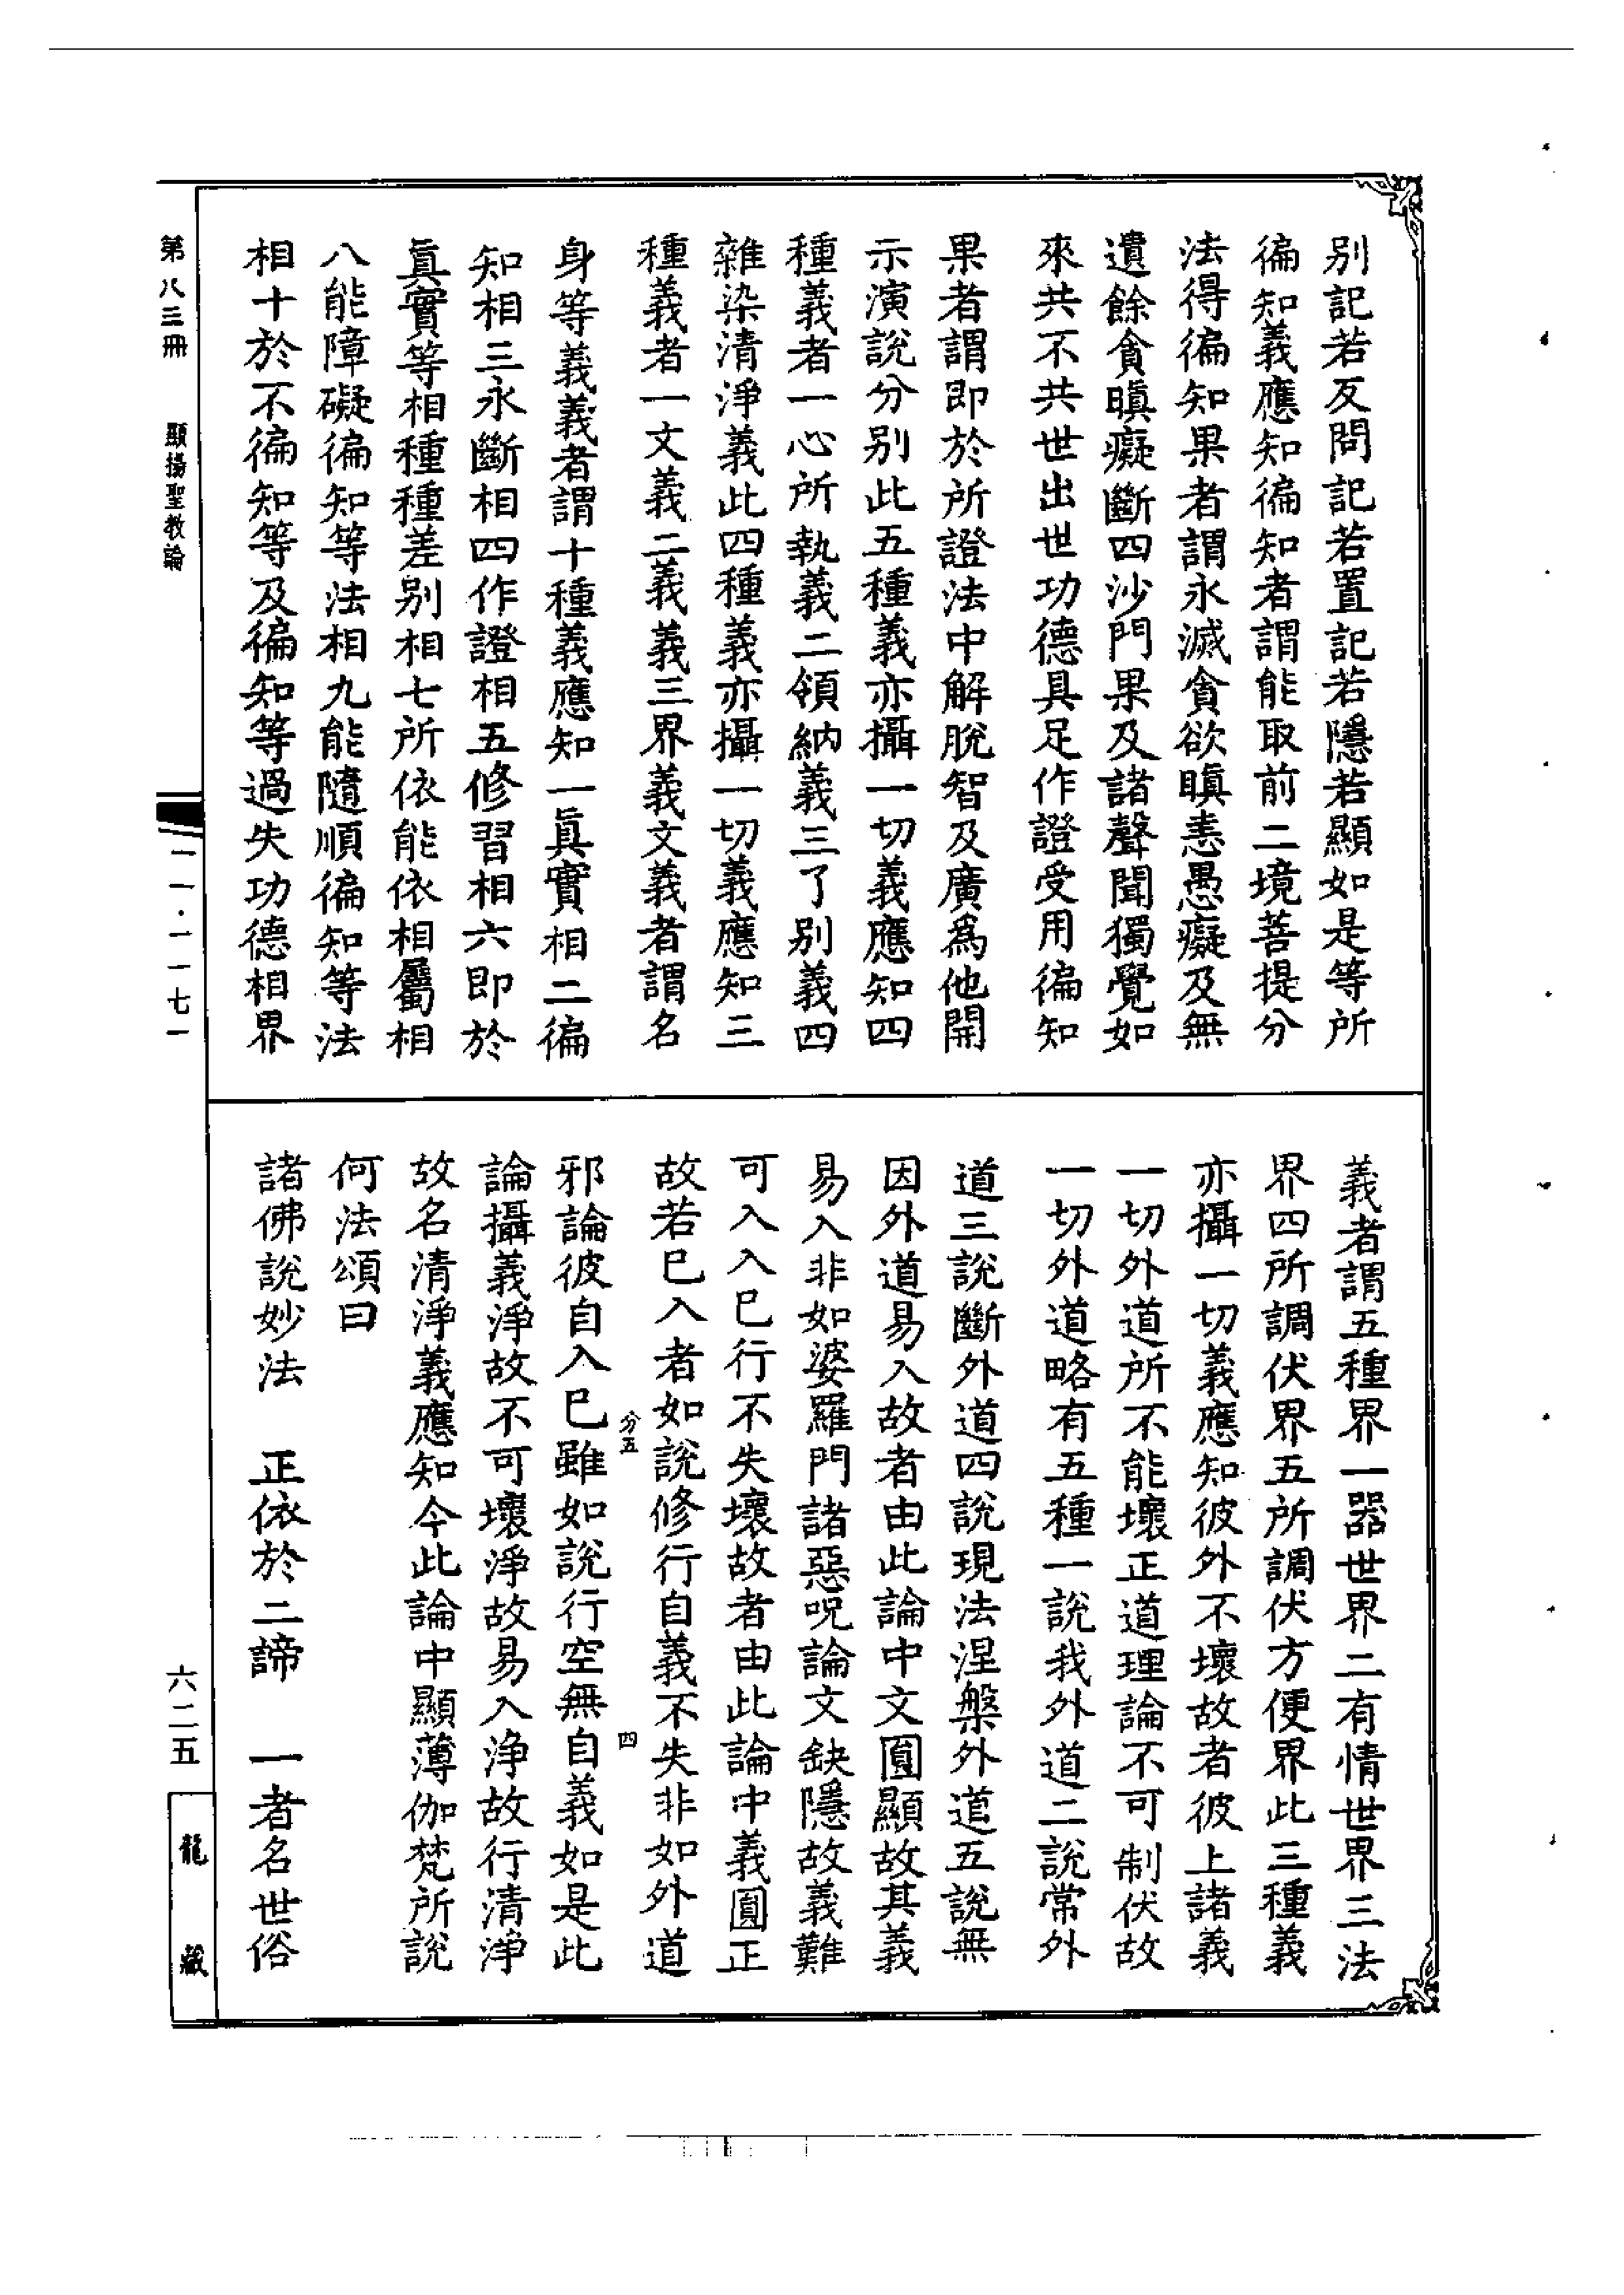 別記若反問記若置記若隱若顯如是等所
徧知義應知徧知者謂能取前二境菩提分
法得徧知果者謂永滅貪欲瞋恚愚癡及無
遺餘貪瞋癡斷四沙門果及諸聲聞獨覺如
來共不共世出世功德具足作證受用徧知
果者謂即於所證法中解脫智及廣爲他開
示演說分別此五種義亦攝一切義應知四
種義者一心所執義二領納義三了別義四
雜染清淨義此四種義亦攝一切義應知三
種義者一文義二義義三界義文義者謂名
身等義義者謂十種義應知一眞實相二徧
知相三永斷相四作證相五修習相六即於
眞實等相種種差別相七所依能依相屬相
八能障礙徧知等法相九能隨順徧知等法
相十於不徧知等及徧知等過失功德相界
義者謂五種界一器世界二有情世界三法
界四所調伏界五所調伏方便界此三種義
亦攝一切義應知彼外不壞故者彼上諸義
一切外道所不能壞正道理論不可制伏故
一切外道略有五種一說我外道二說常外
道三說斷外道四說現法涅槃外道五說無
因外道易入故者由此論中文圓顯故其義
易入非如婆羅門諸惡呪論文缺隱故義難
可入入已行不失壞故者由此論中義圓正
故若已入者如說修行自義不失非如外道
分五
四
邪論彼自入已雖如說行空無自義如是此
論攝義淨故不可壞淨故易入淨故行清淨
故名清淨義應知今此論中顯薄伽梵所說
何法頌曰
諸佛說妙法 正依於二諦 一者名世俗
第八三冊 顯揚聖教論
一一·一一七一
六二五
龍藏